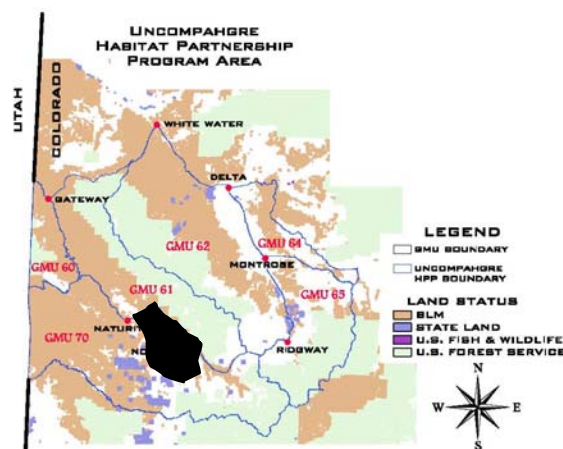 UNCOMPAHGRE
HABITAT PARTNERSHIP
PROGRAM AREA
UTAH
COLORADO
WHITE WATER
DELTA
GATEWAY
GMU 62
GMU 64
GMU 60
MONTROSE
GMU 61
GMU 65
GMU 70
RIDGWAY
LEGEND
GMU BOUNDARY
UNCOMPAHGRE
HPP BOUNDARY
LAND STATUS
BLM
STATE LAND
U.S. FISH & WILDLIFE
U.S. FOREST SERVICE
N
W
E
S